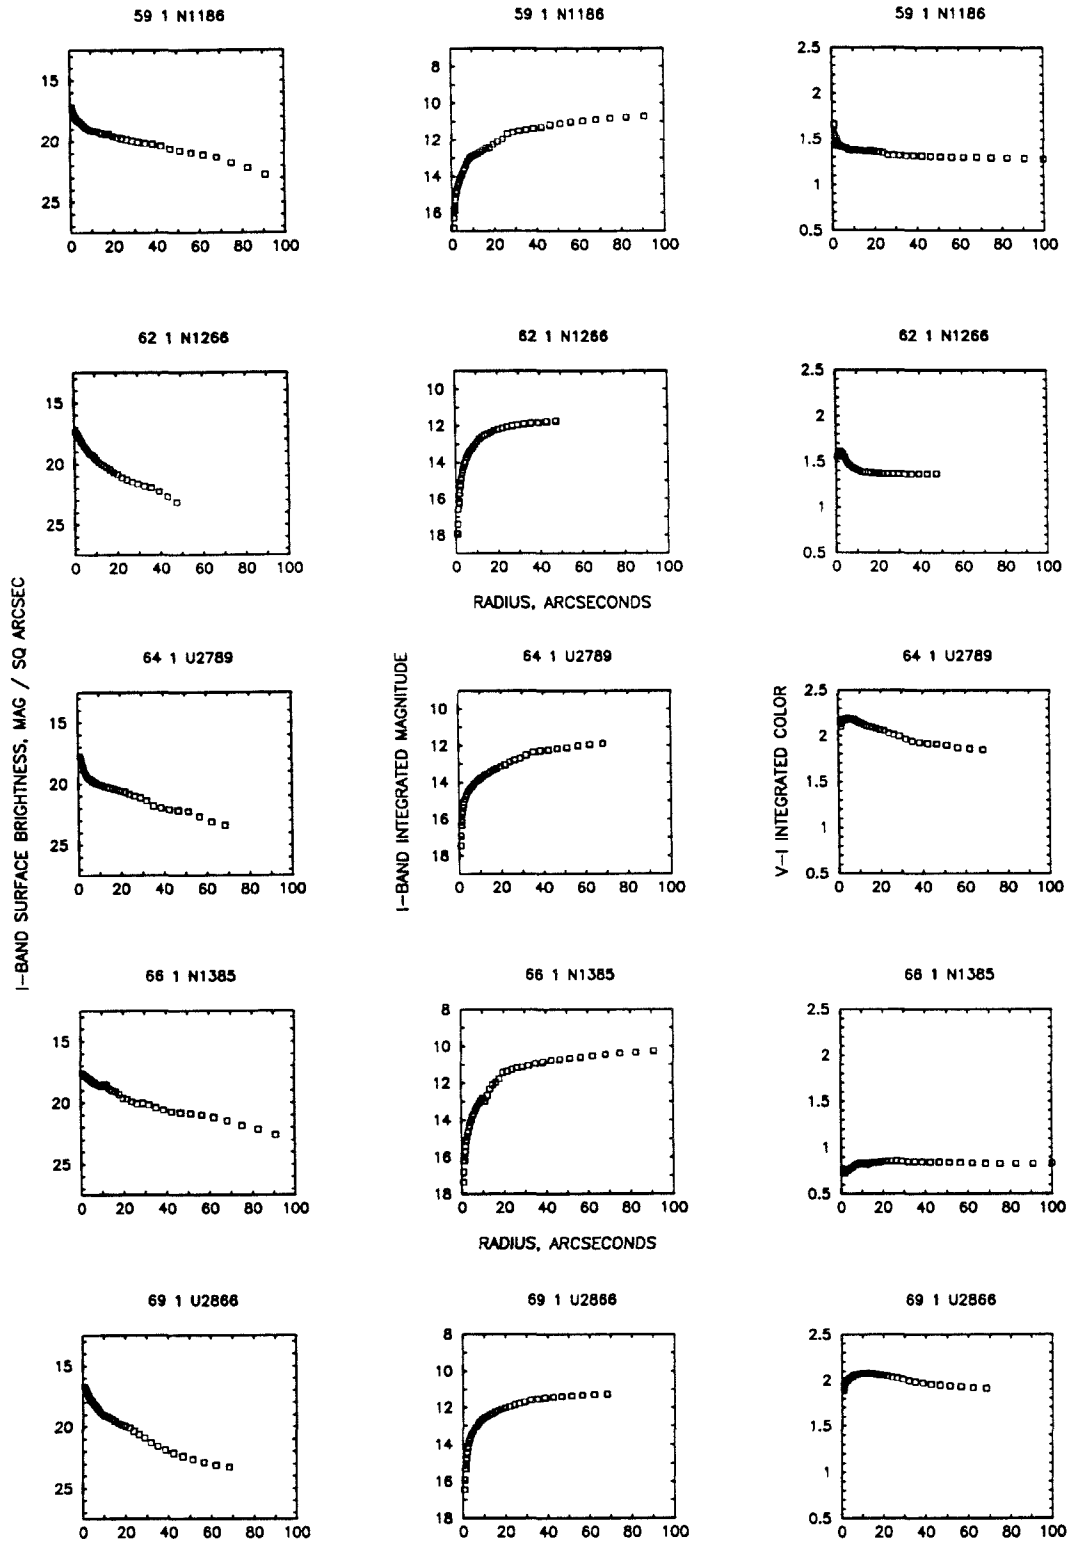 59 1 N1186
59 1 N1186
59 1 N1186
15
20
25
0 20 40 60 80 100
8
10
12
14
16
0 20 40 60 80 100
2.5
2
1.5
1
0.5
0 20 40 60 80 100
62 1 N1266
62 1 N1266
62 1 N1266
15
20
25
0 20 40 60 80 100
10
12
14
16
18
0 20 40 60 80 100
2.5
2
1.5
1
0.5
0 20 40 60 80 100
RADIUS, ARCSECONDS
I-BAND SURFACE BRIGHTNESS, MAG / SQ ARCSEC
I-BAND INTEGRATED MAGNITUDE
V-I INTEGRATED COLOR
64 1 U2789
64 1 U2789
64 1 U2789
15
20
25
0 20 40 60 80 100
10
12
14
16
18
0 20 40 60 80 100
2.5
2
1.5
1
0.5
0 20 40 60 80 100
66 1 N1385
66 1 N1385
66 1 N1385
15
20
25
0 20 40 60 80 100
8
10
12
14
16
18
0 20 40 60 80 100
2.5
2
1.5
1
0.5
0 20 40 60 80 100
RADIUS, ARCSECONDS
69 1 U2866
69 1 U2866
69 1 U2866
15
20
25
0 20 40 60 80 100
8
10
12
14
16
18
0 20 40 60 80 100
2.5
2
1.5
1
0.5
0 20 40 60 80 100